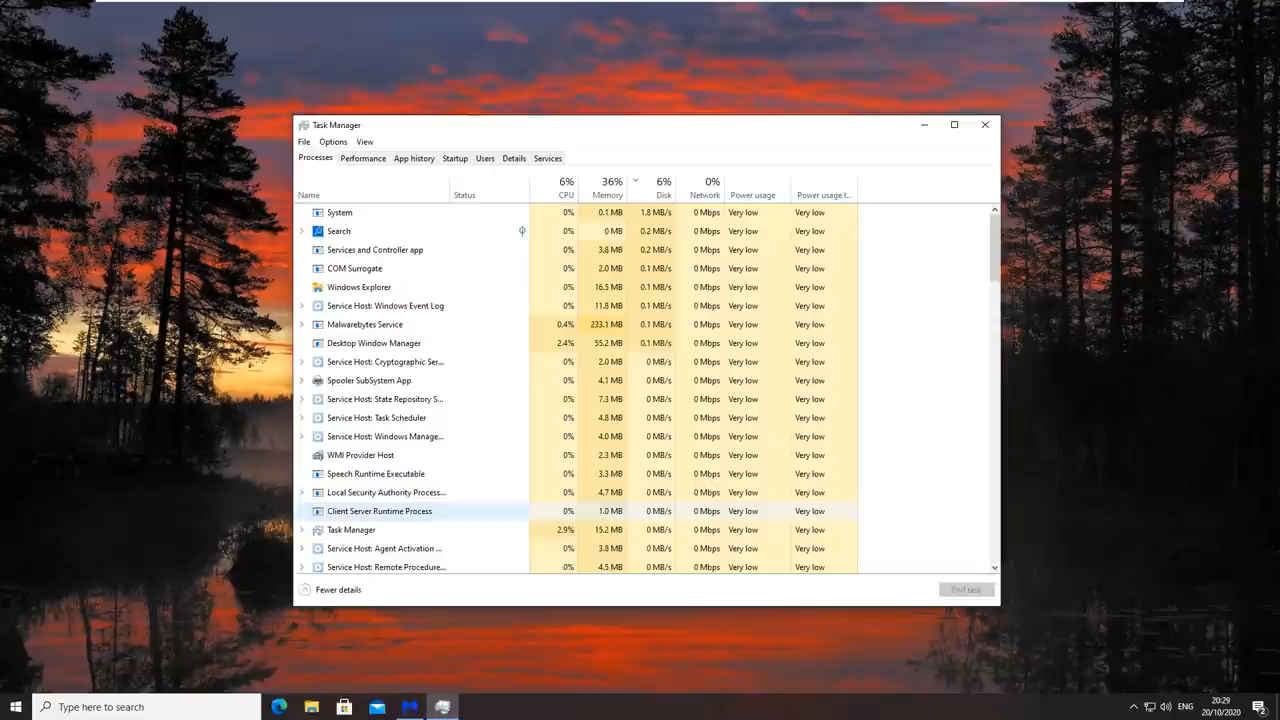 Task Manager
File Options View
Processes Performance App history Startup Users Details Services
6% 36% 6% 0%
Name Status CPU Memory Disk Network Power usage Power usage t...
System 0% 0.1 MB 1.8 MB/s 0 Mbps Very low Very low
Search 0% 0 MB 0.2 MB/s 0 Mbps Very low Very low
Services and Controller app 0% 3.8 MB 0.2 MB/s 0 Mbps Very low Very low
COM Surrogate 0% 2.0 MB 0.1 MB/s 0 Mbps Very low Very low
Windows Explorer 0% 16.5 MB 0.1 MB/s 0 Mbps Very low Very low
Service Host: Windows Event Log 0% 11.8 MB 0.1 MB/s 0 Mbps Very low Very low
Malwarebytes Service 0.4% 233.1 MB 0.1 MB/s 0 Mbps Very low Very low
Desktop Window Manager 2.4% 55.2 MB 0.1 MB/s 0 Mbps Very low Very low
Service Host: Cryptographic Ser... 0% 2.0 MB 0 MB/s 0 Mbps Very low Very low
Spooler SubSystem App 0% 4.1 MB 0 MB/s 0 Mbps Very low Very low
Service Host: State Repository S... 0% 7.3 MB 0 MB/s 0 Mbps Very low Very low
Service Host: Task Scheduler 0% 4.8 MB 0 MB/s 0 Mbps Very low Very low
Service Host: Windows Manage... 0% 4.0 MB 0 MB/s 0 Mbps Very low Very low
WMI Provider Host 0% 2.3 MB 0 MB/s 0 Mbps Very low Very low
Speech Runtime Executable 0% 3.3 MB 0 MB/s 0 Mbps Very low Very low
Local Security Authority Process... 0% 4.7 MB 0 MB/s 0 Mbps Very low Very low
Client Server Runtime Process 0% 1.0 MB 0 MB/s 0 Mbps Very low Very low
Task Manager 2.9% 15.2 MB 0 MB/s 0 Mbps Very low Very low
Service Host: Agent Activation ... 0% 3.8 MB 0 MB/s 0 Mbps Very low Very low
Service Host: Remote Procedure... 0% 4.5 MB 0 MB/s 0 Mbps Very low Very low
Fewer details End task
Type here to search ENG 20:29
20/10/2020 2